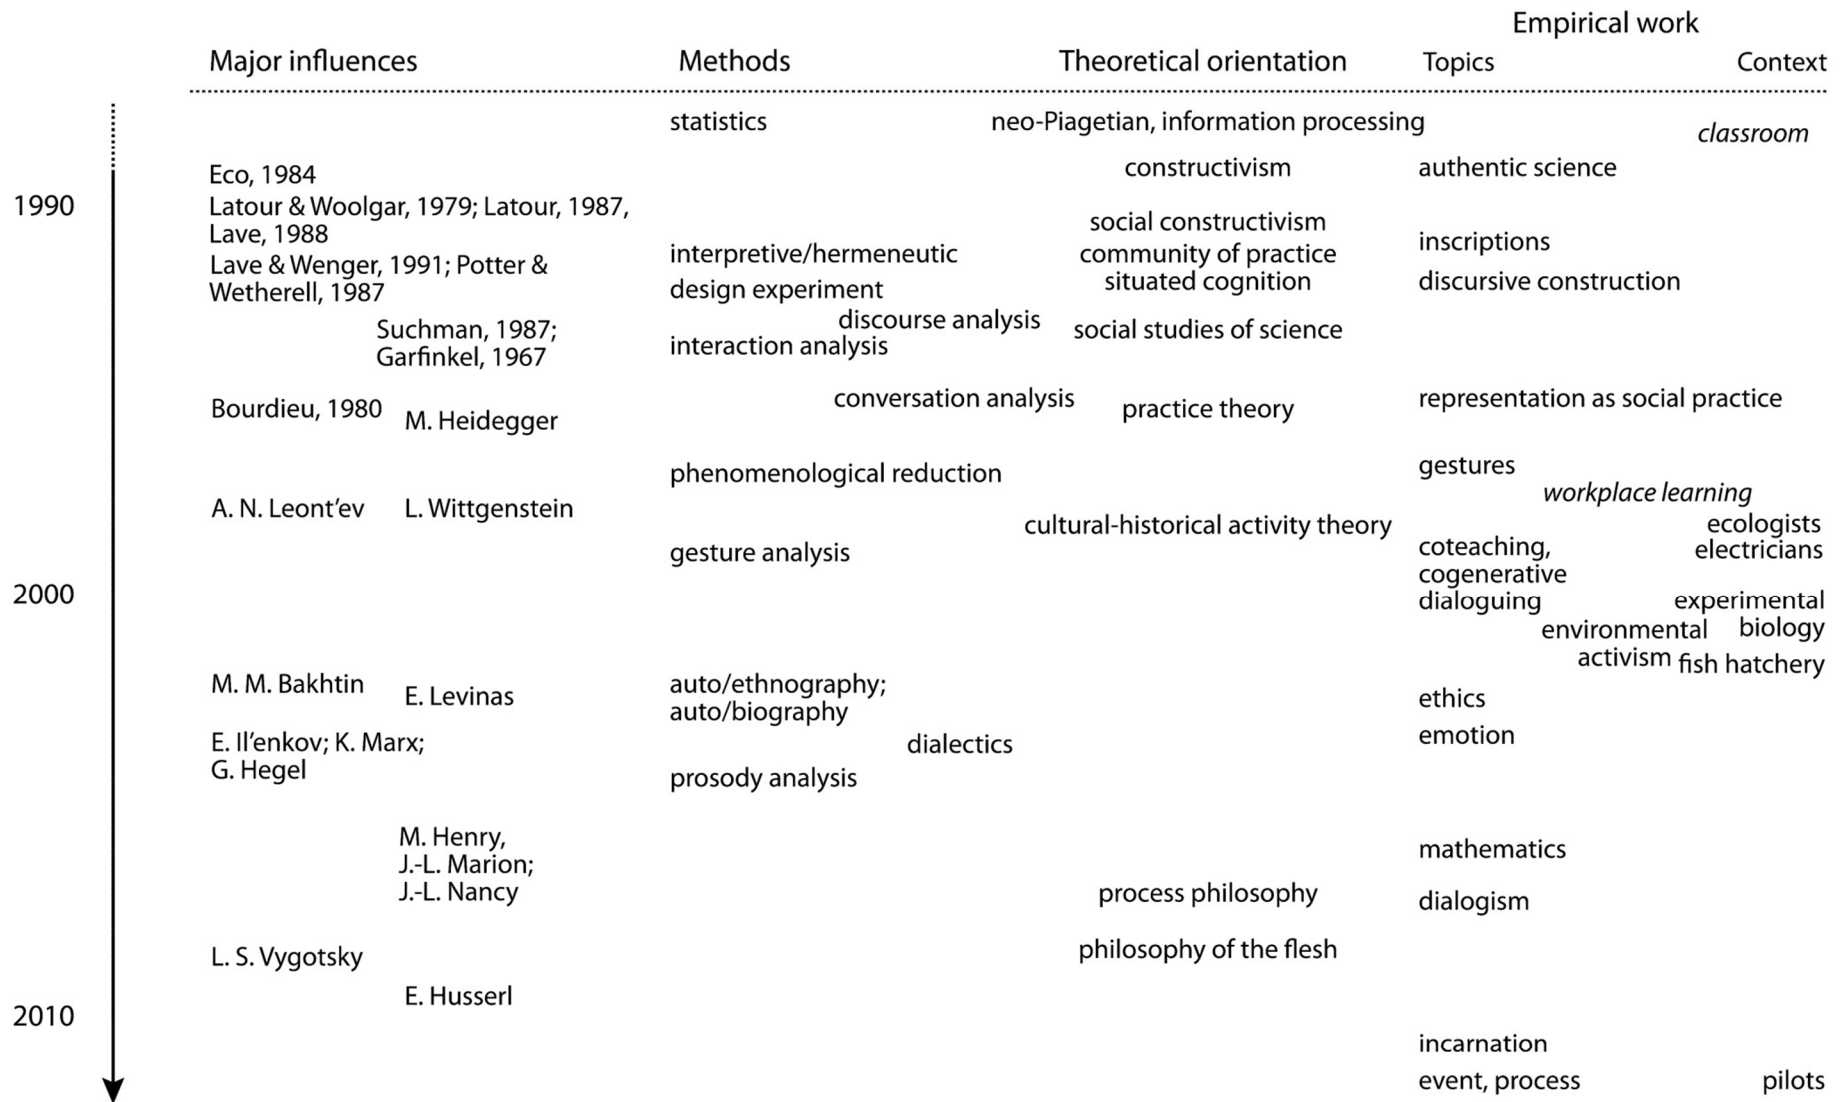 Empirical work
Major influences Methods Theoretical orientation Topics Context
statistics neo-Piagetian, information processing
classroom
Eco, 1984 constructivism authentic science
1990 Latour & Woolgar, 1979; Latour, 1987,
Lave, 1988 social constructivism
interpretive/hermeneutic community of practice inscriptions
Lave & Wenger, 1991; Potter &
Wetherell, 1987 design experiment situated cognition discursive construction
discourse analysis
Suchman, 1987; social studies of science
Garfinkel, 1967 interaction analysis
conversation analysis representation as social practice
Bourdieu, 1980 M. Heidegger practice theory
phenomenological reduction gestures
workplace learning
A. N. Leont’ev L. Wittgenstein
cultural-historical activity theory ecologists
gesture analysis coteaching, electricians
cogenerative
2000 dialoguing experimental
environmental biology
activism fish hatchery
M. M. Bakhtin E. Levinas auto/ethnography;
auto/biography ethics
E. Il’enkov; K. Marx; dialectics emotion
G. Hegel prosody analysis
M. Henry,
J.-L. Marion; mathematics
J.-L. Nancy process philosophy dialogism
L. S. Vygotsky philosophy of the flesh
E. Husserl
2010
incarnation
event, process pilots